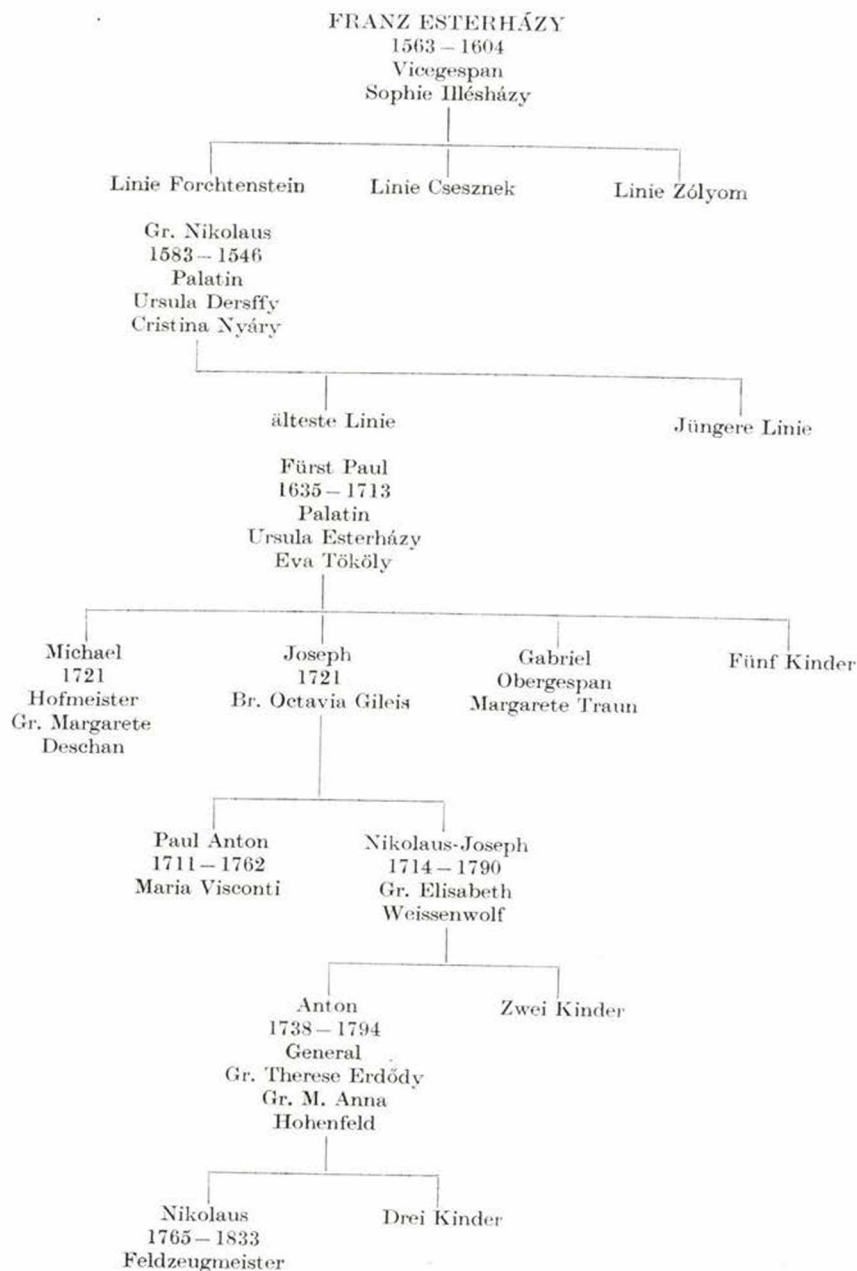 FRANZ ESTERHÁZY
1563 – 1604
Vicegespan
Sophie Illésházy
Linie Forchtenstein
Linie Csesznek
Linie Zólyom
Gr. Nikolaus
1583 – 1546
Palatin
Ursula Dersffy
Cristina Nyáry
älteste Linie
Jüngere Linie
Fürst Paul
1635 – 1713
Palatin
Ursula Esterházy
Eva Tököly
Michael
1721
Hofmeister
Gr. Margarete
Deschan
Joseph
1721
Br. Octavia Gileis
Gabriel
Obergespan
Margarete Traun
Fünf Kinder
Paul Anton
1711 – 1762
Maria Visconti
Nikolaus-Joseph
1714 – 1790
Gr. Elisabeth
Weissenwolf
Anton
1738 – 1794
General
Gr. Therese Erdődy
Gr. M. Anna
Hohenfeld
Zwei Kinder
Nikolaus
1765 – 1833
Feldzeugmeister
Drei Kinder